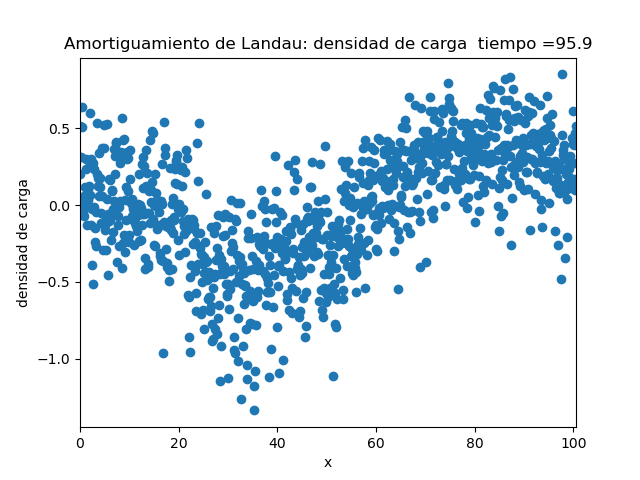 Amortiguamiento de Landau: densidad de carga  tiempo =95.9
densidad de carga
0.5
0.0
−0.5
−1.0
0 20 40 60 80 100
x